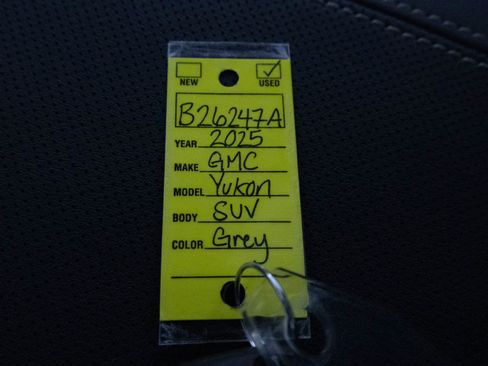 NEW USED
B26247A
YEAR 2025
MAKE GMC
MODEL Yukon
BODY SUV
COLOR Grey